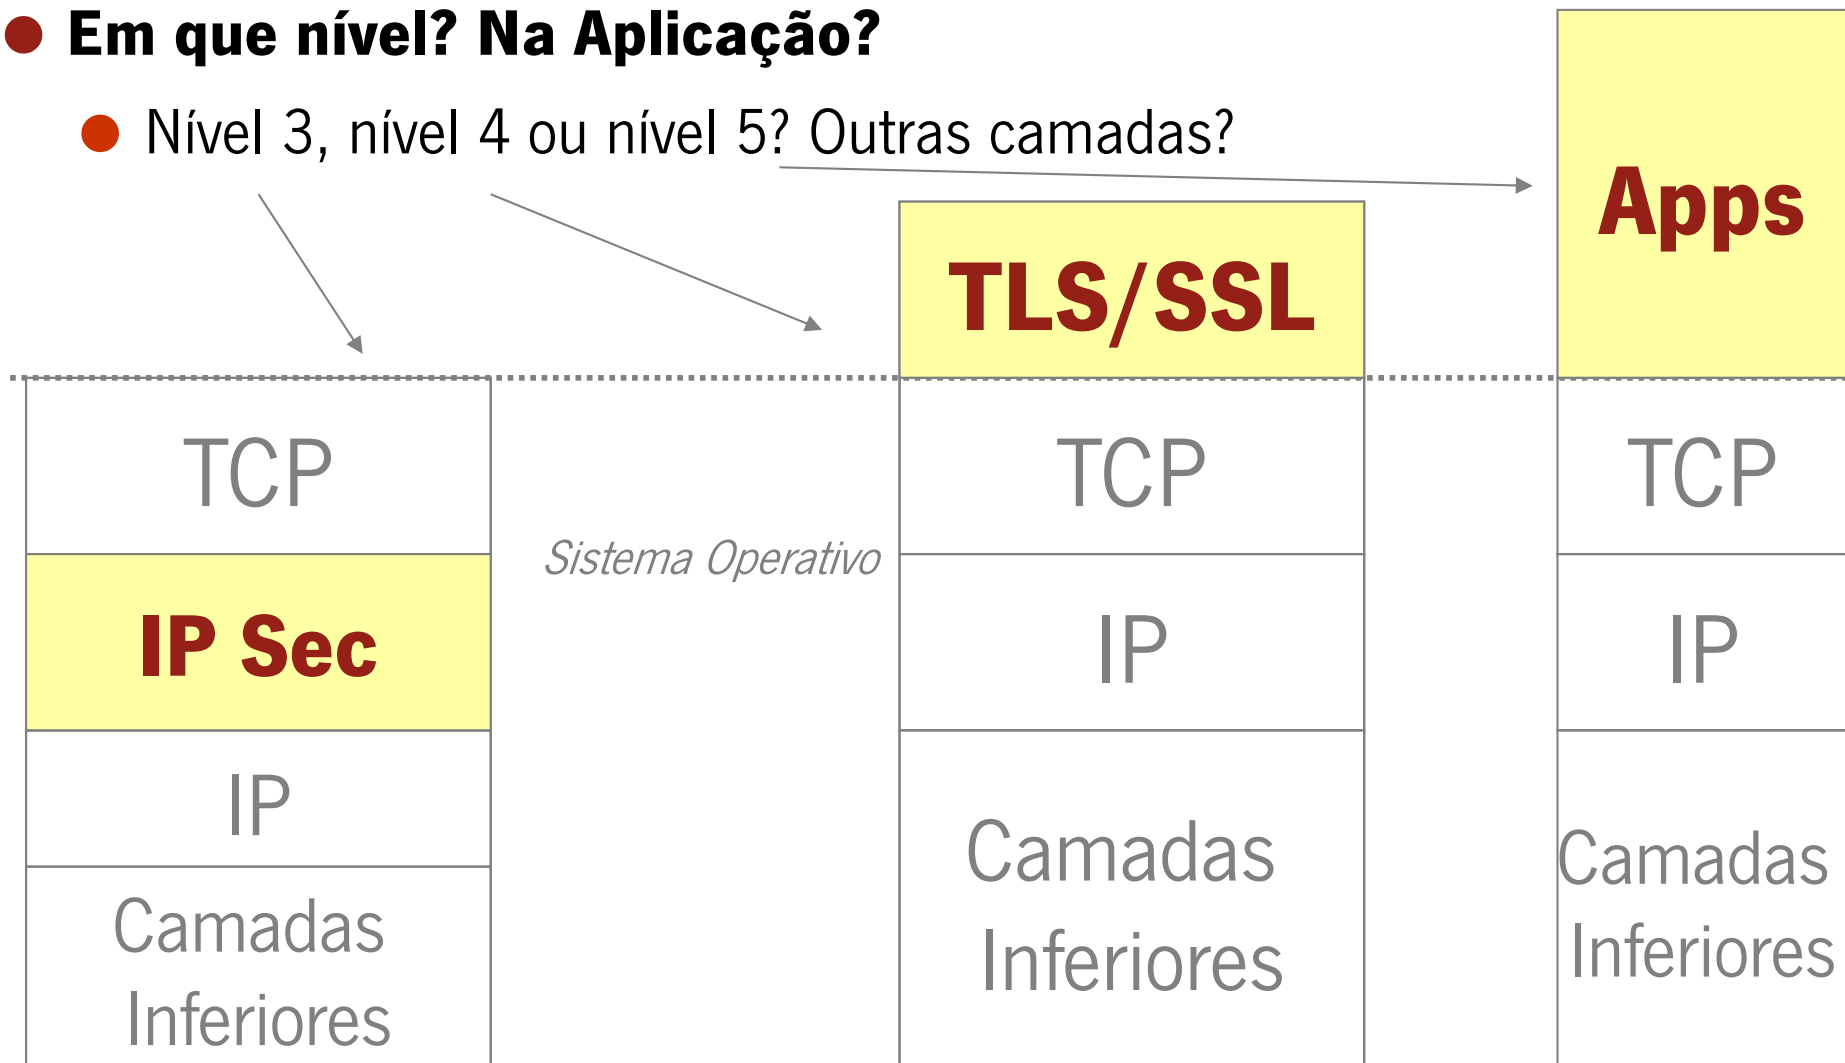 Em que nível? Na Aplicação?
Nível 3, nível 4 ou nível 5? Outras camadas?
TCP
IP Sec
IP
Camadas
Inferiores
Sistema Operativo
TLS/SSL
TCP
IP
Camadas
Inferiores
Apps
TCP
IP
Camadas
Inferiores